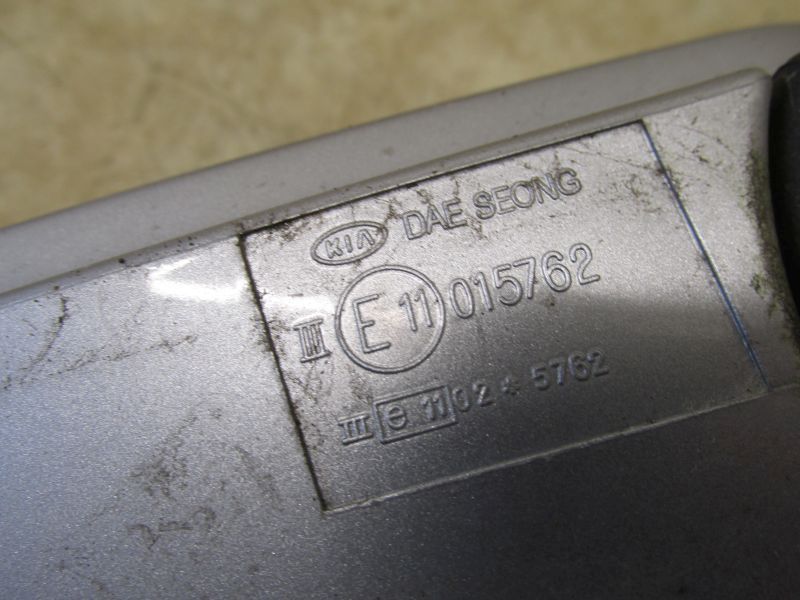 KIA DAE SEONG
III E 11 015762
III e 11 02 * 5762